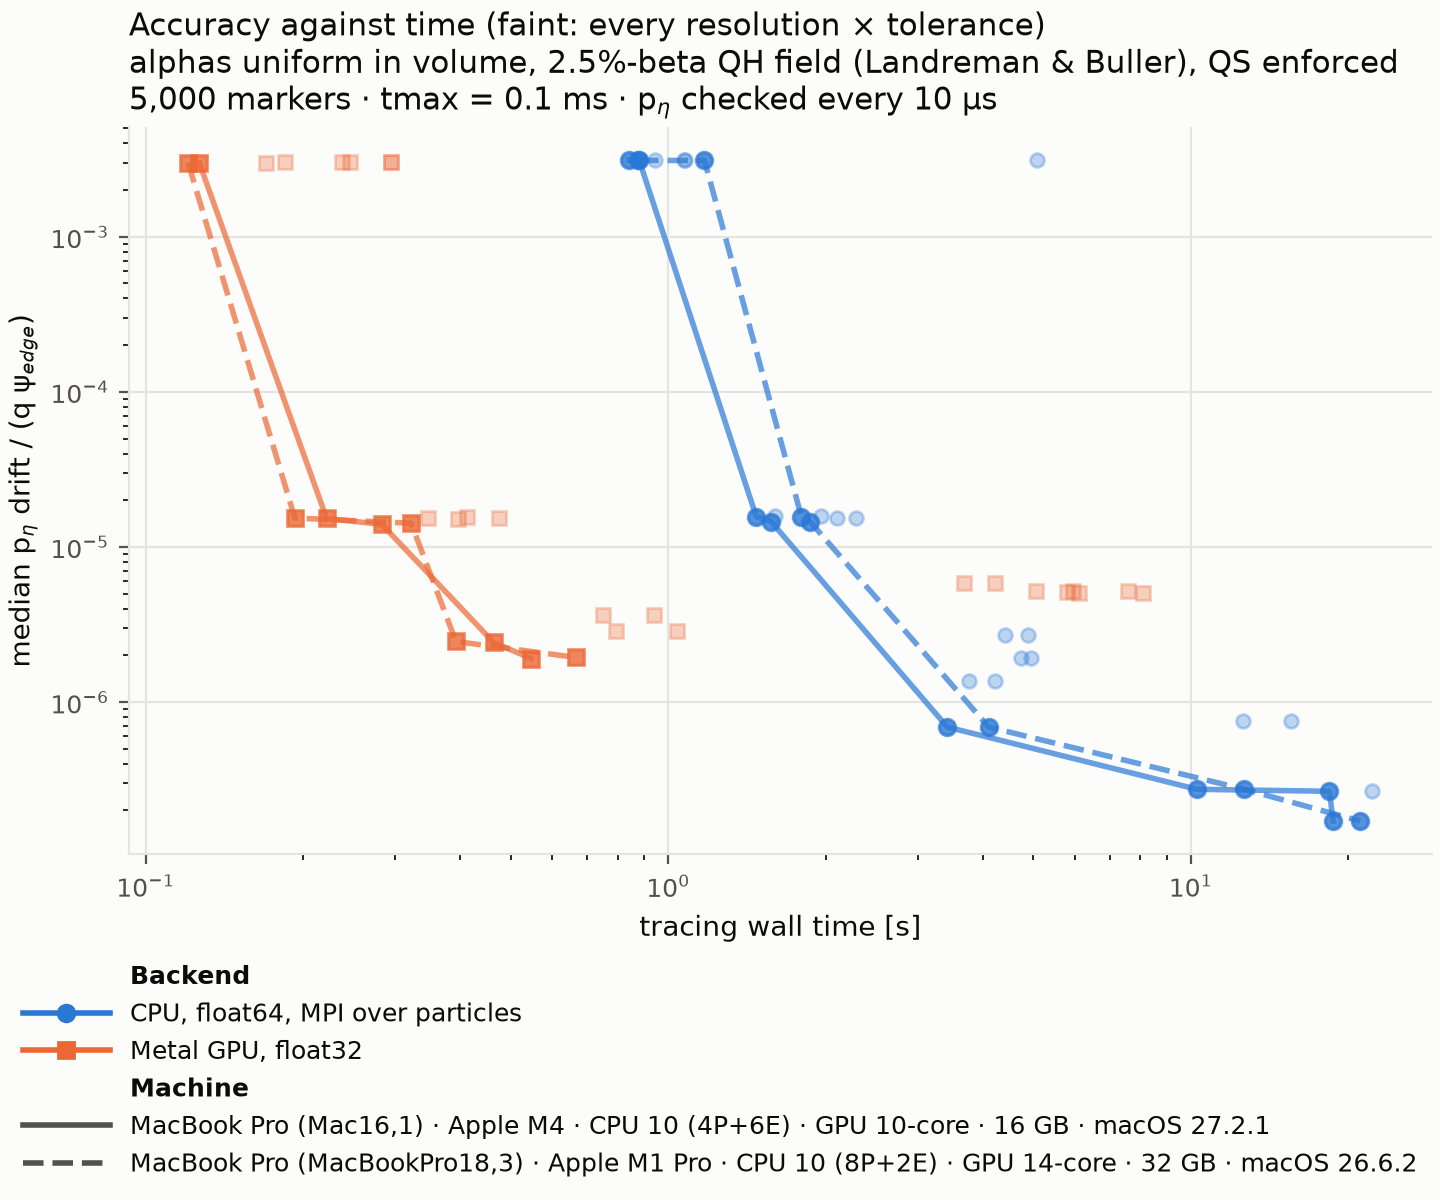 Accuracy against time (faint: every resolution × tolerance)
alphas uniform in volume, 2.5%-beta QH field (Landreman & Buller), QS enforced
5,000 markers · tmax = 0.1 ms · pη checked every 10 µs
median pη drift / (q ψedge)
10⁻³
10⁻⁴
10⁻⁵
10⁻⁶
10⁻¹
10⁰
10¹
tracing wall time [s]
Backend
CPU, float64, MPI over particles
Metal GPU, float32
Machine
MacBook Pro (Mac16,1) · Apple M4 · CPU 10 (4P+6E) · GPU 10-core · 16 GB · macOS 27.2.1
MacBook Pro (MacBookPro18,3) · Apple M1 Pro · CPU 10 (8P+2E) · GPU 14-core · 32 GB · macOS 26.6.2